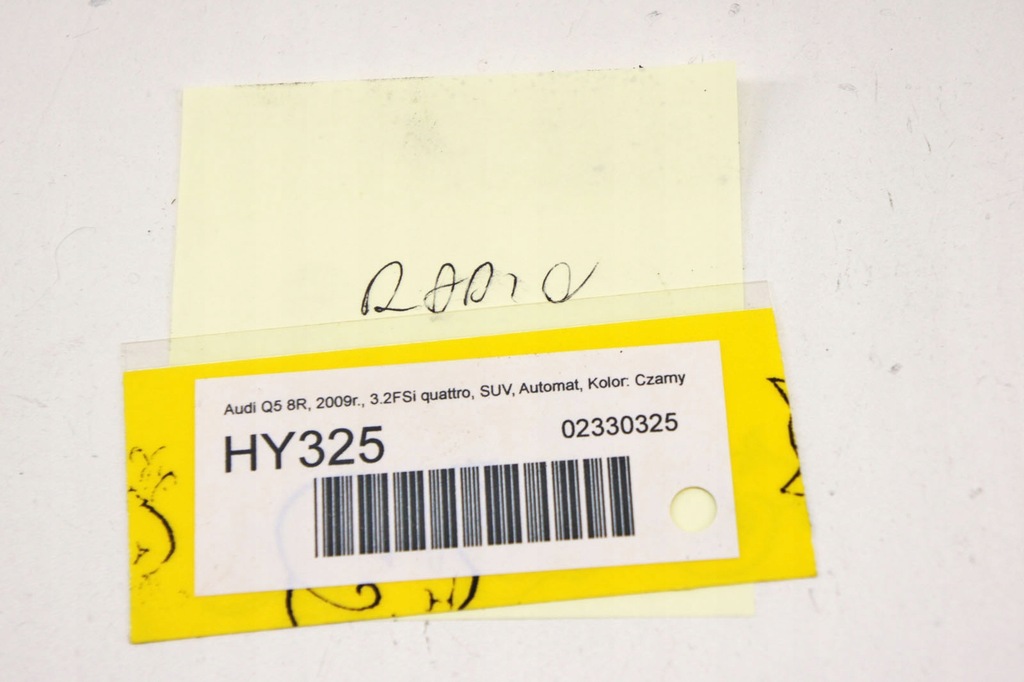 RADIO
Audi Q5 8R, 2009r., 3.2FSi quattro, SUV, Automat, Kolor: Czarny
HY325
02330325